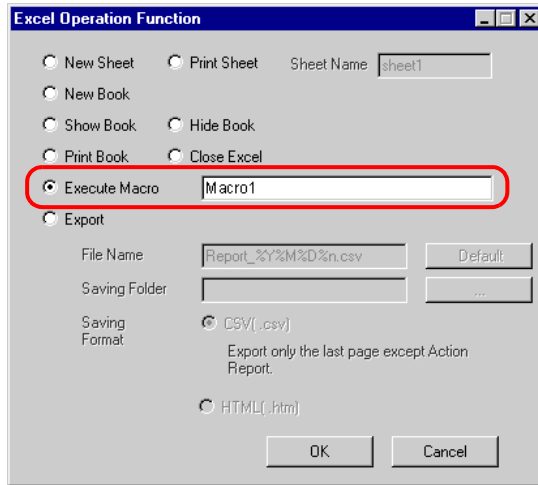 Excel Operation Function
New Sheet Print Sheet Sheet Name sheet1
New Book
Show Book Hide Book
Print Book Close Excel
Execute Macro Macro1
Export
File Name Report_%Y%M%D%n.csv Default
Saving Folder ...
Saving
Format
CSV( .csv)
Export only the last page except Action
Report.
HTML( .htm)
OK Cancel